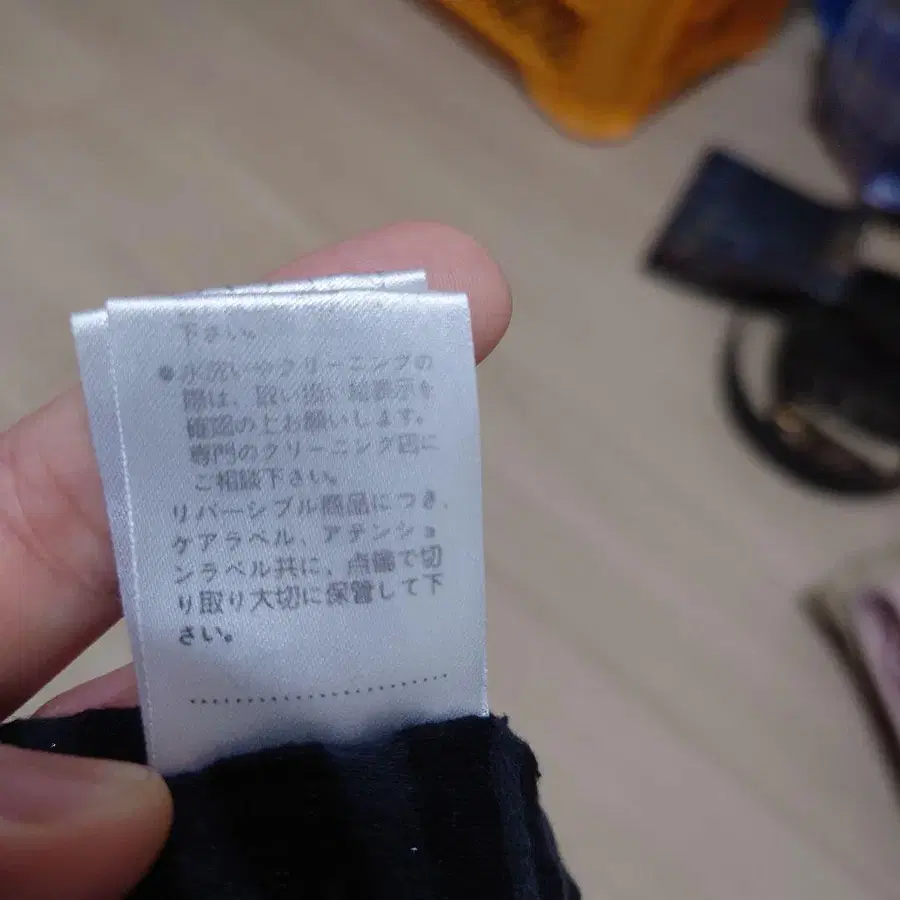 下さい。
●水洗いやクリーニングの
際は、取い扱い絵表示を
確認の上お願いします。
専門のクリーニング店に
ご相談下さい。
リバーシブル商品につき、
ケアラベル、アテンショ
ンラベル共に、点線で切
り取り大切に保管して下
さい。